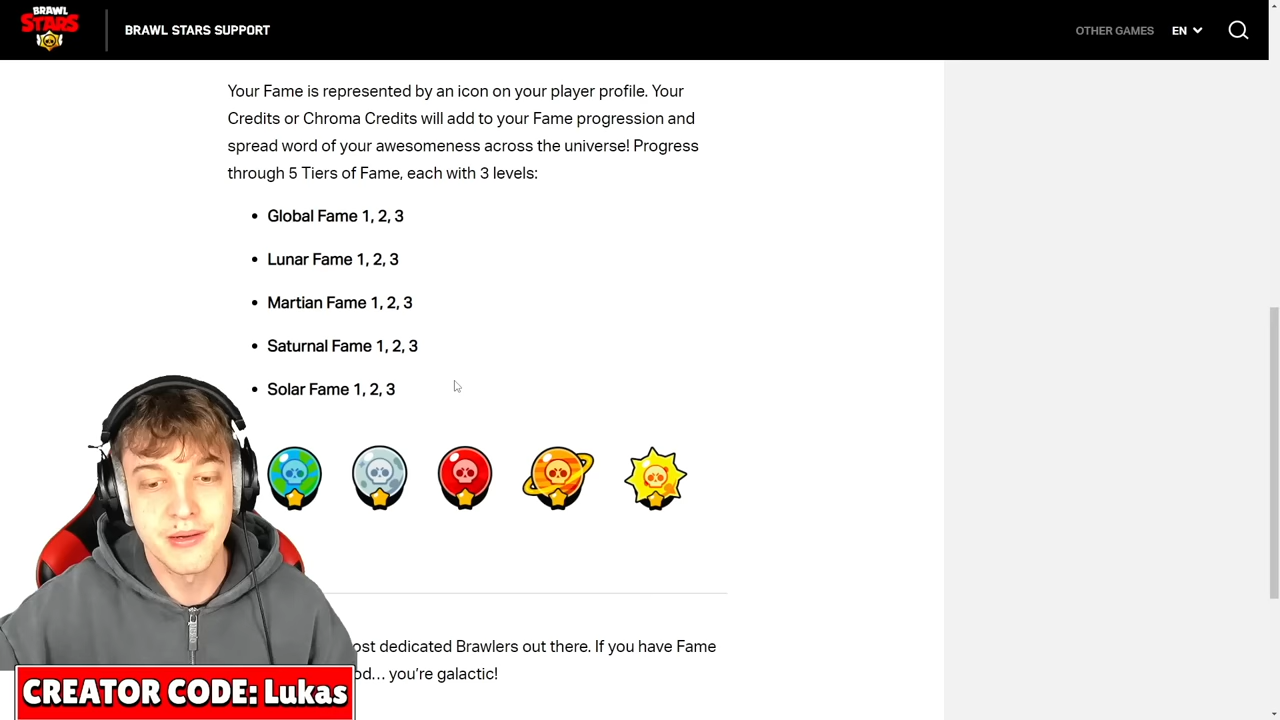 BRAWL
STARS
BRAWL STARS SUPPORT
OTHER GAMES
EN
Your Fame is represented by an icon on your player profile. Your
Credits or Chroma Credits will add to your Fame progression and
spread word of your awesomeness across the universe! Progress
through 5 Tiers of Fame, each with 3 levels:
• Global Fame 1, 2, 3
• Lunar Fame 1, 2, 3
• Martian Fame 1, 2, 3
• Saturnal Fame 1, 2, 3
• Solar Fame 1, 2, 3
ost dedicated Brawlers out there. If you have Fame
od… you’re galactic!
CREATOR CODE: Lukas